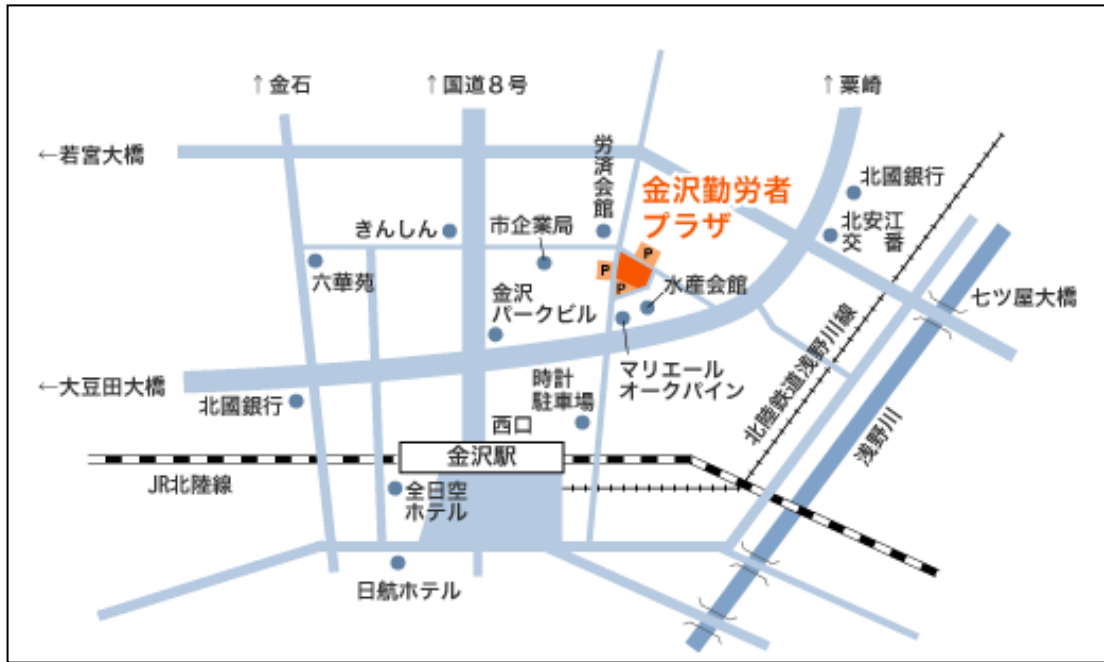 ↑金石
↑国道８号
↑粟崎
←若宮大橋
労済会館
金沢勤労者
プラザ
北國銀行
きんしん
市企業局
北安江
交　番
六華苑
P
P
P
金沢
パークビル
水産会館
七ツ屋大橋
←大豆田大橋
マリエール
オークパイン
北陸鉄道浅野川線
北國銀行
時計
駐車場
西口
浅野川
金沢駅
JR北陸線
全日空
ホテル
日航ホテル